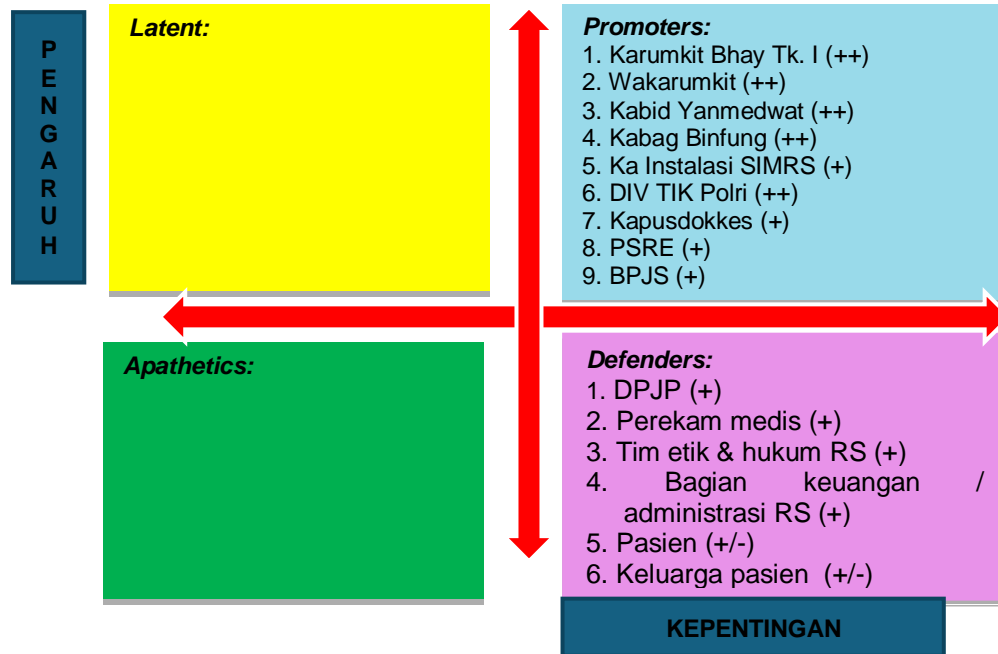 P
E
N
G
A
R
U
H
Latent:
Promoters:
1. Karumkit Bhay Tk. I (++)
2. Wakarumkit (++)
3. Kabid Yanmedwat (++)
4. Kabag Binfung (++)
5. Ka Instalasi SIMRS (+)
6. DIV TIK Polri (++)
7. Kapusdokkes (+)
8. PSRE (+)
9. BPJS (+)
Apathetics:
Defenders:
1. DPJP (+)
2. Perekam medis (+)
3. Tim etik & hukum RS (+)
4. Bagian keuangan /
administrasi RS (+)
5. Pasien (+/-)
6. Keluarga pasien (+/-)
KEPENTINGAN